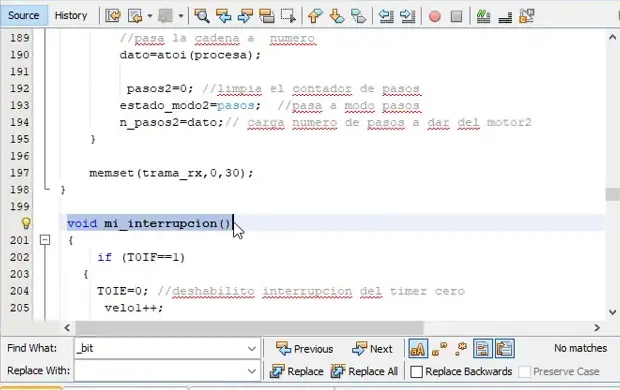 Source History
189 //pasa la cadena a numero
190 dato=atoi(procesa);
191
192 pasos2=0; //limpia el contador de pasos
193 estado_modo2=pasos; //pasa a modo pasos
194 n_pasos2=dato;// carga numero de pasos a dar del motor2
195 }
196
197 memset(trama_rx,0,30);
198 }
199
void mi_interrupcion()
201 {
202 if (T0IF==1)
203 {
204 T0IE=0; //deshabilito interrupcion del timer cero
205 velo1++;
Find What: _bit Previous Next aA No matches
Replace With: Replace Replace All Replace Backwards Preserve Case